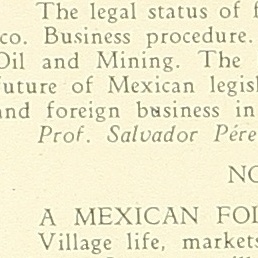 The legal status of f
co. Business procedure.
Oil and Mining. The
future of Mexican legisl
and foreign business in
Prof. Salvador Pére
NO
A MEXICAN FOL
Village life, markets